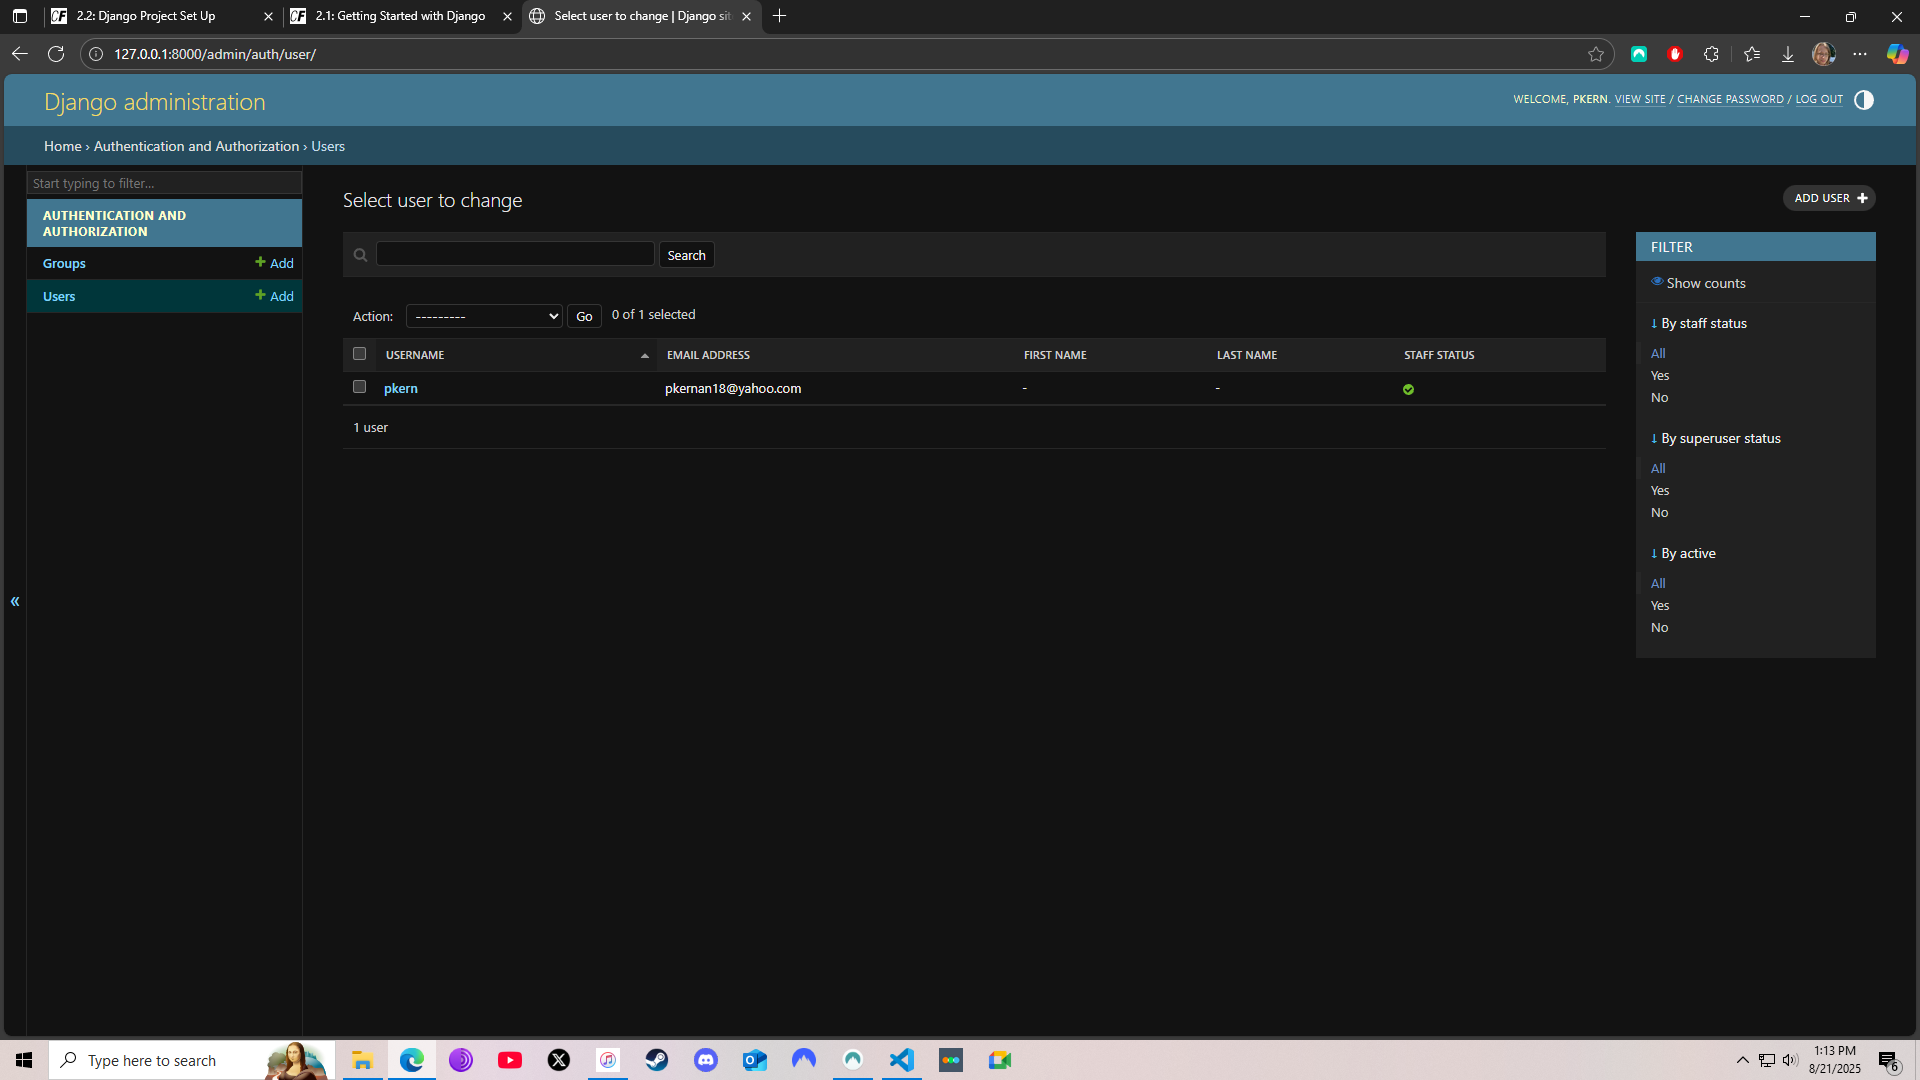 2.2: Django Project Set Up
2.1: Getting Started with Django
Select user to change | Django sit
127.0.0.1:8000/admin/auth/user/
Django administration
WELCOME, PKERN. VIEW SITE / CHANGE PASSWORD / LOG OUT
Home › Authentication and Authorization › Users
Start typing to filter...
AUTHENTICATION AND
AUTHORIZATION
Groups
+ Add
Users
+ Add
Select user to change
ADD USER +
Search
Action:
---------
Go
0 of 1 selected
USERNAME
EMAIL ADDRESS
FIRST NAME
LAST NAME
STAFF STATUS
pkern
pkernan18@yahoo.com
-
-
1 user
FILTER
Show counts
↓ By staff status
All
Yes
No
↓ By superuser status
All
Yes
No
↓ By active
All
Yes
No
«
Type here to search
1:13 PM
8/21/2025
6